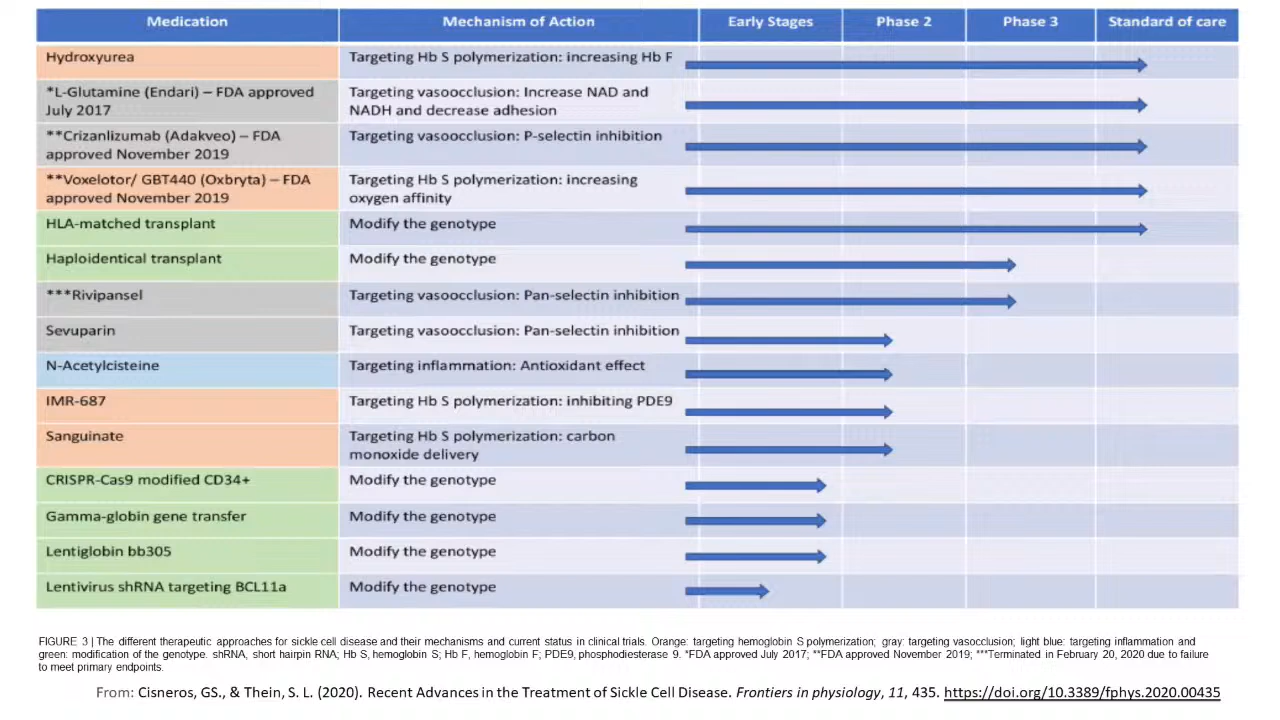 Medication Mechanism of Action Early Stages Phase 2 Phase 3 Standard of care
Hydroxyurea Targeting Hb S polymerization: increasing Hb F
*L-Glutamine (Endari) – FDA approved Targeting vasoocclusion: Increase NAD and
July 2017 NADH and decrease adhesion
**Crizanlizumab (Adakveo) – FDA Targeting vasoocclusion: P-selectin inhibition
approved November 2019
**Voxelotor/ GBT440 (Oxbryta) – FDA Targeting Hb S polymerization: increasing
approved November 2019 oxygen affinity
HLA-matched transplant Modify the genotype
Haploidentical transplant Modify the genotype
***Rivipansel Targeting vasoocclusion: Pan-selectin inhibition
Sevuparin Targeting vasoocclusion: Pan-selectin inhibition
N-Acetylcisteine Targeting inflammation: Antioxidant effect
IMR-687 Targeting Hb S polymerization: inhibiting PDE9
Sanguinate Targeting Hb S polymerization: carbon
monoxide delivery
CRISPR-Cas9 modified CD34+ Modify the genotype
Gamma-globin gene transfer Modify the genotype
Lentiglobin bb305 Modify the genotype
Lentivirus shRNA targeting BCL11a Modify the genotype
FIGURE 3 | The different therapeutic approaches for sickle cell disease and their mechanisms and current status in clinical trials. Orange: targeting hemoglobin S polymerization; gray: targeting vasocclusion; light blue: targeting inflammation and
green: modification of the genotype. shRNA, short hairpin RNA; Hb S, hemoglobin S; Hb F, hemoglobin F; PDE9, phosphodiesterase 9. *FDA approved July 2017; **FDA approved November 2019; ***Terminated in February 20, 2020 due to failure
to meet primary endpoints.
From: Cisneros, GS., & Thein, S. L. (2020). Recent Advances in the Treatment of Sickle Cell Disease. Frontiers in physiology, 11, 435. https://doi.org/10.3389/fphys.2020.00435